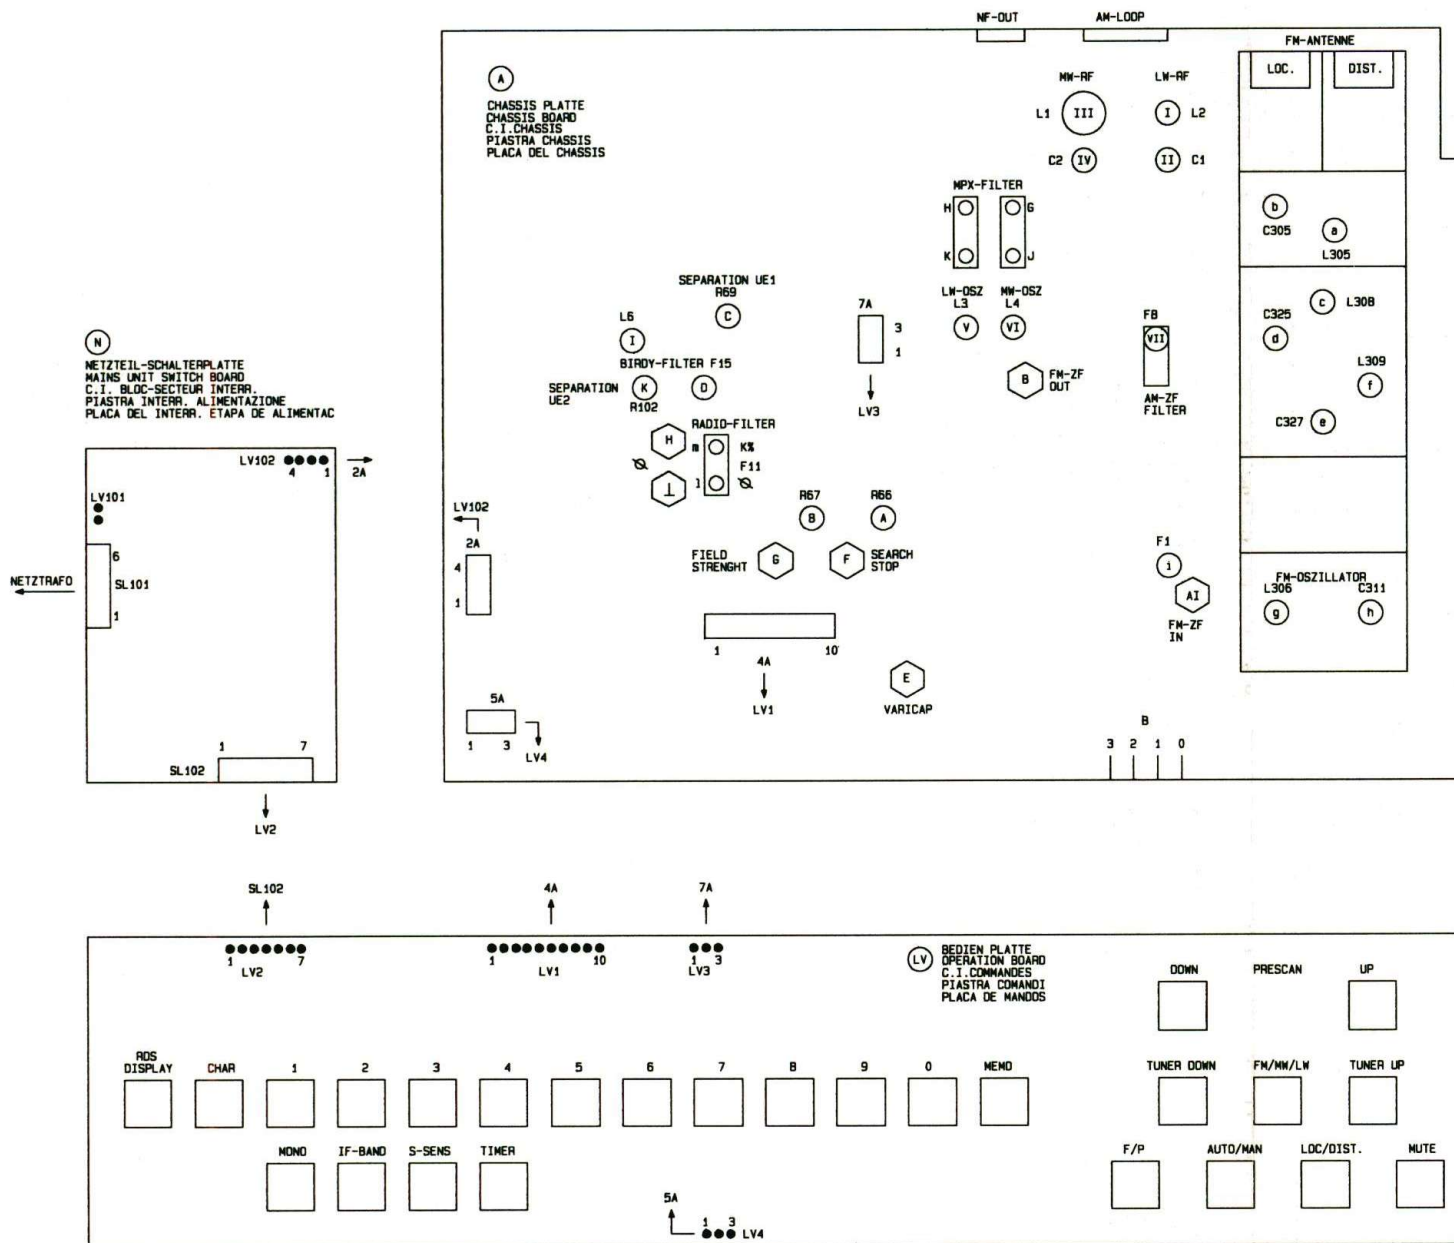 NF-OUT
AM-LOOP
FM-ANTENNE
LOC.
DIST.
A
CHASSIS PLATTE
CHASSIS BOARD
C.I.CHASSIS
PIASTRA CHASSIS
PLACA DEL CHASSIS
MW-RF
LW-RF
L1
III
I
L2
C2
IV
II
C1
MPX-FILTER
H
G
K
J
b
C305
a
L305
SEPARATION UE1
R69
C
LW-OSZ
L3
V
MW-OSZ
L4
VI
7A
3
1
LV3
F8
VII
AM-ZF
FILTER
c
L308
C325
d
L309
f
C327
e
L6
I
BIRDY-FILTER F15
SEPARATION
UE2
K
R102
D
B
FM-ZF
OUT
RADIO-FILTER
H
m
K%
F11
l
⊥
N
NETZTEIL-SCHALTERPLATTE
MAINS UNIT SWITCH BOARD
C.I. BLOC-SECTEUR INTERR.
PIASTRA INTERR. ALIMENTAZIONE
PLACA DEL INTERR. ETAPA DE ALIMENTAC
LV102
4
1
2A
LV101
6
SL101
1
NETZTRAFO
1
7
SL102
LV2
LV102
2A
4
1
R67
B
R66
A
FIELD
STRENGHT
G
F
SEARCH
STOP
F1
i
AI
FM-ZF
IN
FM-OSZILLATOR
L306
C311
g
h
1
10
4A
LV1
E
VARICAP
5A
1
3
LV4
B
3 2 1 0
SL102
4A
7A
1
7
LV2
1
10
LV1
1
3
LV3
LV
BEDIEN PLATTE
OPERATION BOARD
C.I.COMMANDES
PIASTRA COMANDI
PLACA DE MANDOS
DOWN
PRESCAN
UP
RDS
DISPLAY
CHAR
1
2
3
4
5
6
7
8
9
0
MEMO
TUNER DOWN
FM/MW/LW
TUNER UP
MONO
IF-BAND
S-SENS
TIMER
F/P
AUTO/MAN
LOC/DIST.
MUTE
5A
1
3
LV4